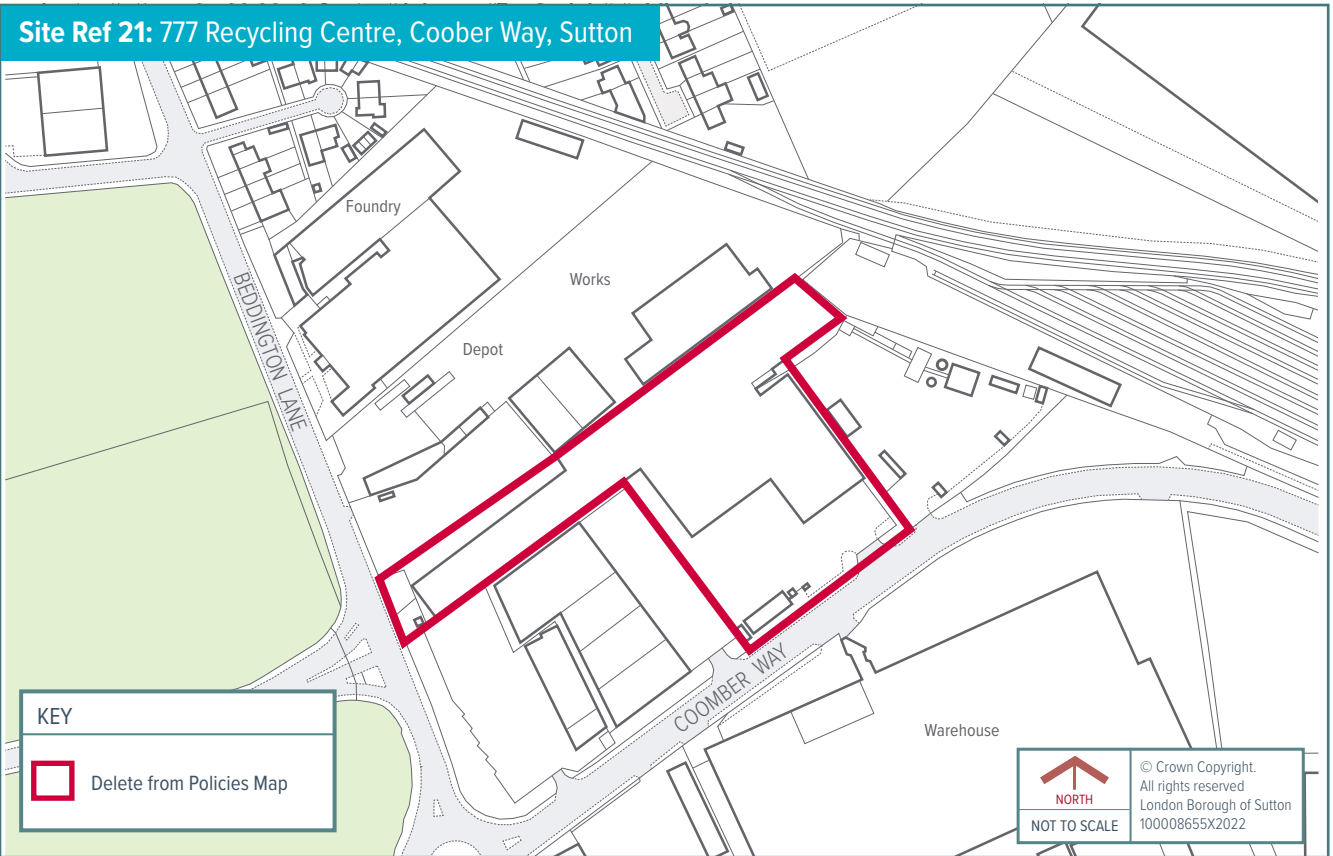 Site Ref 21: 777 Recycling Centre, Coober Way, Sutton
Foundry
Works
BEDDINGTON LANE
Depot
COOMBER WAY
Warehouse
KEY
Delete from Policies Map
NORTH
NOT TO SCALE
© Crown Copyright.
All rights reserved
London Borough of Sutton
100008655X2022